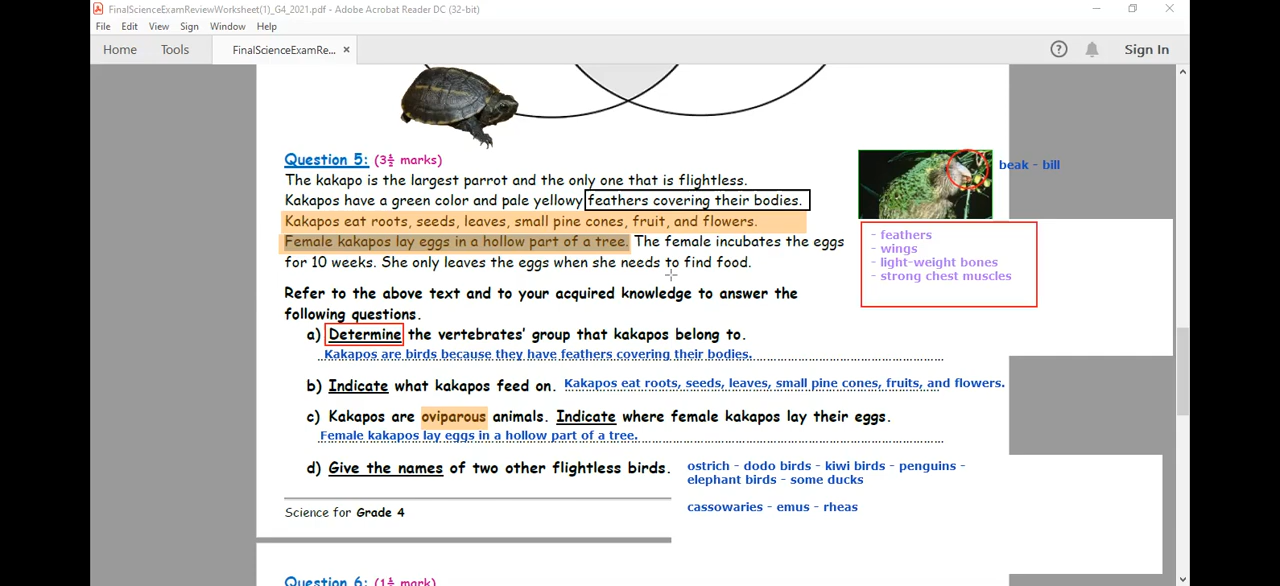 FinalScienceExamReviewWorksheet(1)_G4_2021.pdf - Adobe Acrobat Reader DC (32-bit)
File Edit View Sign Window Help
Home Tools FinalScienceExamRe... × Sign In
Question 5: (3½ marks)
The kakapo is the largest parrot and the only one that is flightless.
beak - bill
Kakapos have a green color and pale yellowy feathers covering their bodies.
Kakapos eat roots, seeds, leaves, small pine cones, fruit, and flowers.
Female kakapos lay eggs in a hollow part of a tree. The female incubates the eggs
for 10 weeks. She only leaves the eggs when she needs to find food.
- feathers
- wings
- light-weight bones
- strong chest muscles
Refer to the above text and to your acquired knowledge to answer the
following questions.
a) Determine the vertebrates' group that kakapos belong to.
Kakapos are birds because they have feathers covering their bodies.
b) Indicate what kakapos feed on. Kakapos eat roots, seeds, leaves, small pine cones, fruits, and flowers.
c) Kakapos are oviparous animals. Indicate where female kakapos lay their eggs.
Female kakapos lay eggs in a hollow part of a tree.
d) Give the names of two other flightless birds. ostrich - dodo birds - kiwi birds - penguins -
elephant birds - some ducks
cassowaries - emus - rheas
Science for Grade 4
Question 6: (1½ mark)